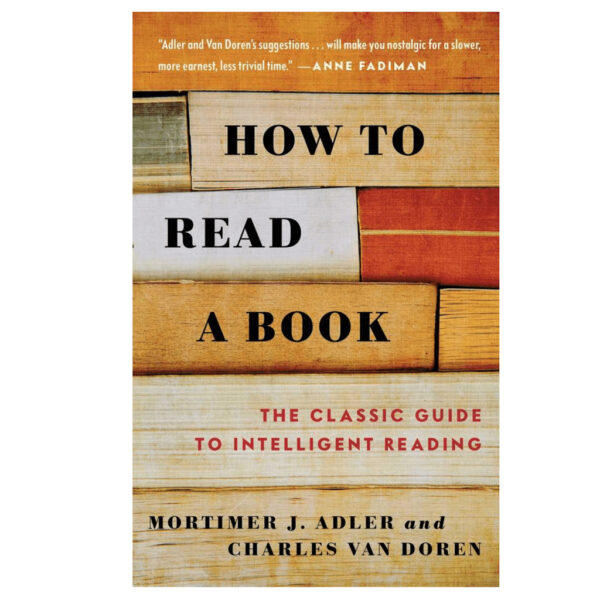 “Adler and Van Doren's suggestions . . . will make you nostalgic for a slower,
more earnest, less trivial time.” —ANNE FADIMAN
HOW TO
READ
A BOOK
THE CLASSIC GUIDE
TO INTELLIGENT READING
MORTIMER J. ADLER and
CHARLES VAN DOREN